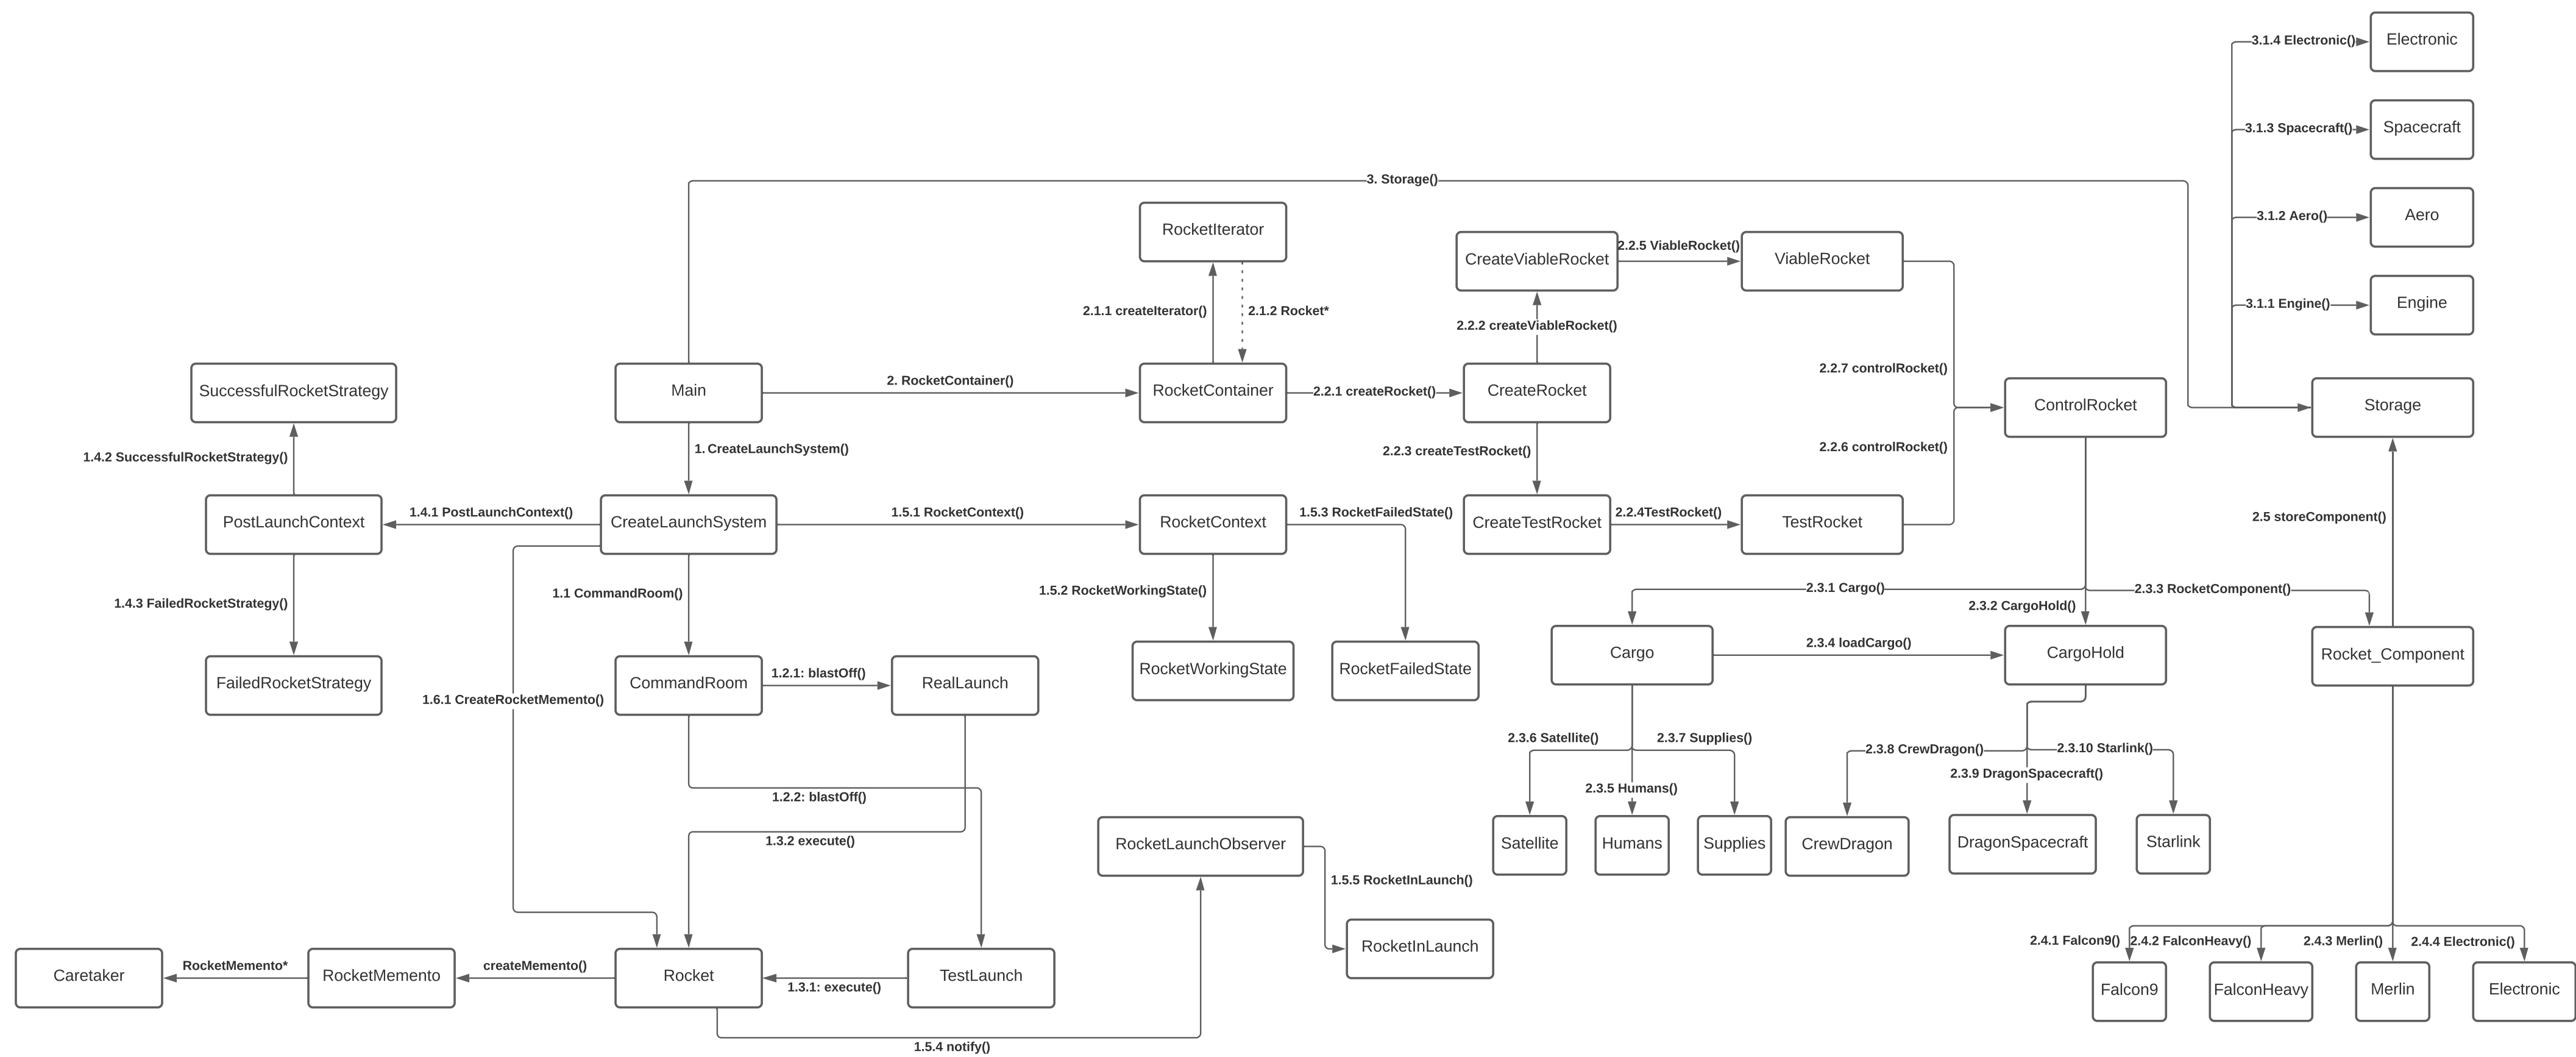 3.1.4 Electronic()
Electronic
3.1.3 Spacecraft()
Spacecraft
3. Storage()
3.1.2 Aero()
Aero
RocketIterator
CreateViableRocket
2.2.5 ViableRocket()
ViableRocket
2.1.1 createIterator()
2.1.2 Rocket*
2.2.2 createViableRocket()
3.1.1 Engine()
Engine
SuccessfulRocketStrategy
Main
2. RocketContainer()
RocketContainer
2.2.1 createRocket()
CreateRocket
2.2.7 controlRocket()
ControlRocket
Storage
1.4.2 SuccessfulRocketStrategy()
1. CreateLaunchSystem()
2.2.3 createTestRocket()
2.2.6 controlRocket()
PostLaunchContext
1.4.1 PostLaunchContext()
CreateLaunchSystem
1.5.1 RocketContext()
RocketContext
1.5.3 RocketFailedState()
CreateTestRocket
2.2.4TestRocket()
TestRocket
2.5 storeComponent()
1.4.3 FailedRocketStrategy()
1.1 CommandRoom()
1.5.2 RocketWorkingState()
2.3.1 Cargo()
2.3.2 CargoHold()
2.3.3 RocketComponent()
FailedRocketStrategy
CommandRoom
1.2.1: blastOff()
RealLaunch
RocketWorkingState
RocketFailedState
Cargo
2.3.4 loadCargo()
CargoHold
Rocket_Component
1.6.1 CreateRocketMemento()
2.3.6 Satellite()
2.3.7 Supplies()
2.3.8 CrewDragon()
2.3.10 Starlink()
2.3.9 DragonSpacecraft()
2.3.5 Humans()
1.2.2: blastOff()
1.3.2 execute()
RocketLaunchObserver
Satellite
Humans
Supplies
CrewDragon
DragonSpacecraft
Starlink
1.5.5 RocketInLaunch()
RocketInLaunch
2.4.1 Falcon9()
2.4.2 FalconHeavy()
2.4.3 Merlin()
2.4.4 Electronic()
Caretaker
RocketMemento*
RocketMemento
createMemento()
Rocket
1.3.1: execute()
TestLaunch
Falcon9
FalconHeavy
Merlin
Electronic
1.5.4 notify()